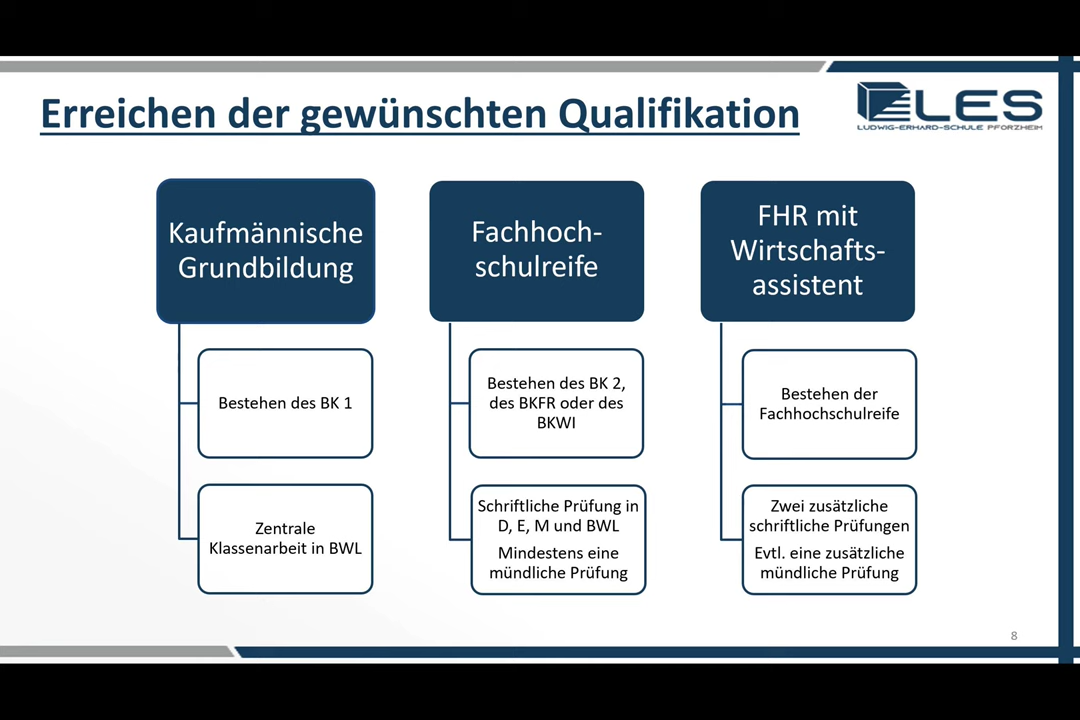 Erreichen der gewünschten Qualifikation
LES
LUDWIG-ERHARD-SCHULE PFORZHEIM
Kaufmännische
Grundbildung
Bestehen des BK 1
Zentrale
Klassenarbeit in BWL
Fachhoch-
schulreife
Bestehen des BK 2,
des BKFR oder des
BKWI
Schriftliche Prüfung in
D, E, M und BWL
Mindestens eine
mündliche Prüfung
FHR mit
Wirtschafts-
assistent
Bestehen der
Fachhochschulreife
Zwei zusätzliche
schriftliche Prüfungen
Evtl. eine zusätzliche
mündliche Prüfung
8